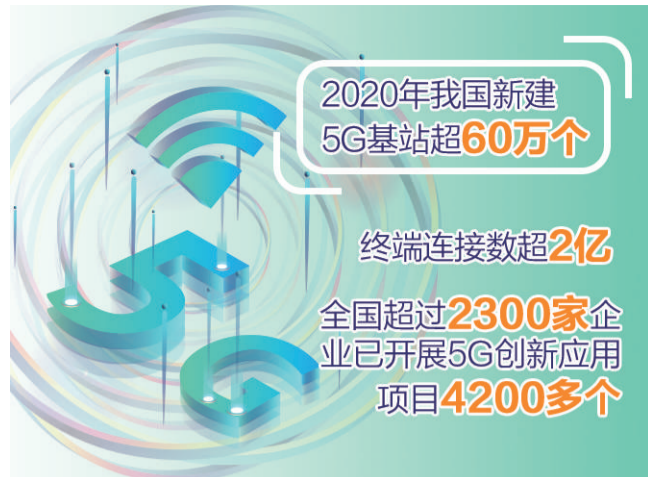 2020年我国新建
5G基站超60万个
终端连接数超2亿
全国超过2300家企
业已开展5G创新应用
项目4200多个
5G